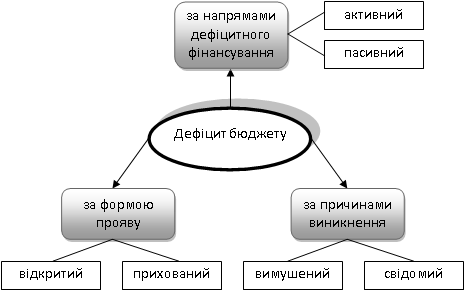 за напрямами
дефіцитного
фінансування
активний
пасивний
Дефіцит бюджету
за формою
прояву
за причинами
виникнення
відкритий
прихований
вимушений
свідомий